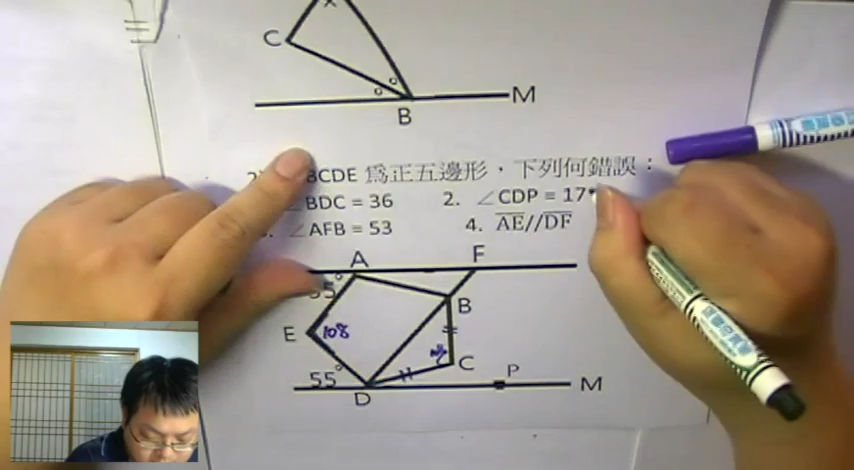 x
C
M
B
BCDE 為正五邊形，下列何錯誤：
∠BDC = 36 2. ∠CDP = 17°
∠AFB = 53 4. AE//DF
A F
55°
B
E 108
C
55° P
D M